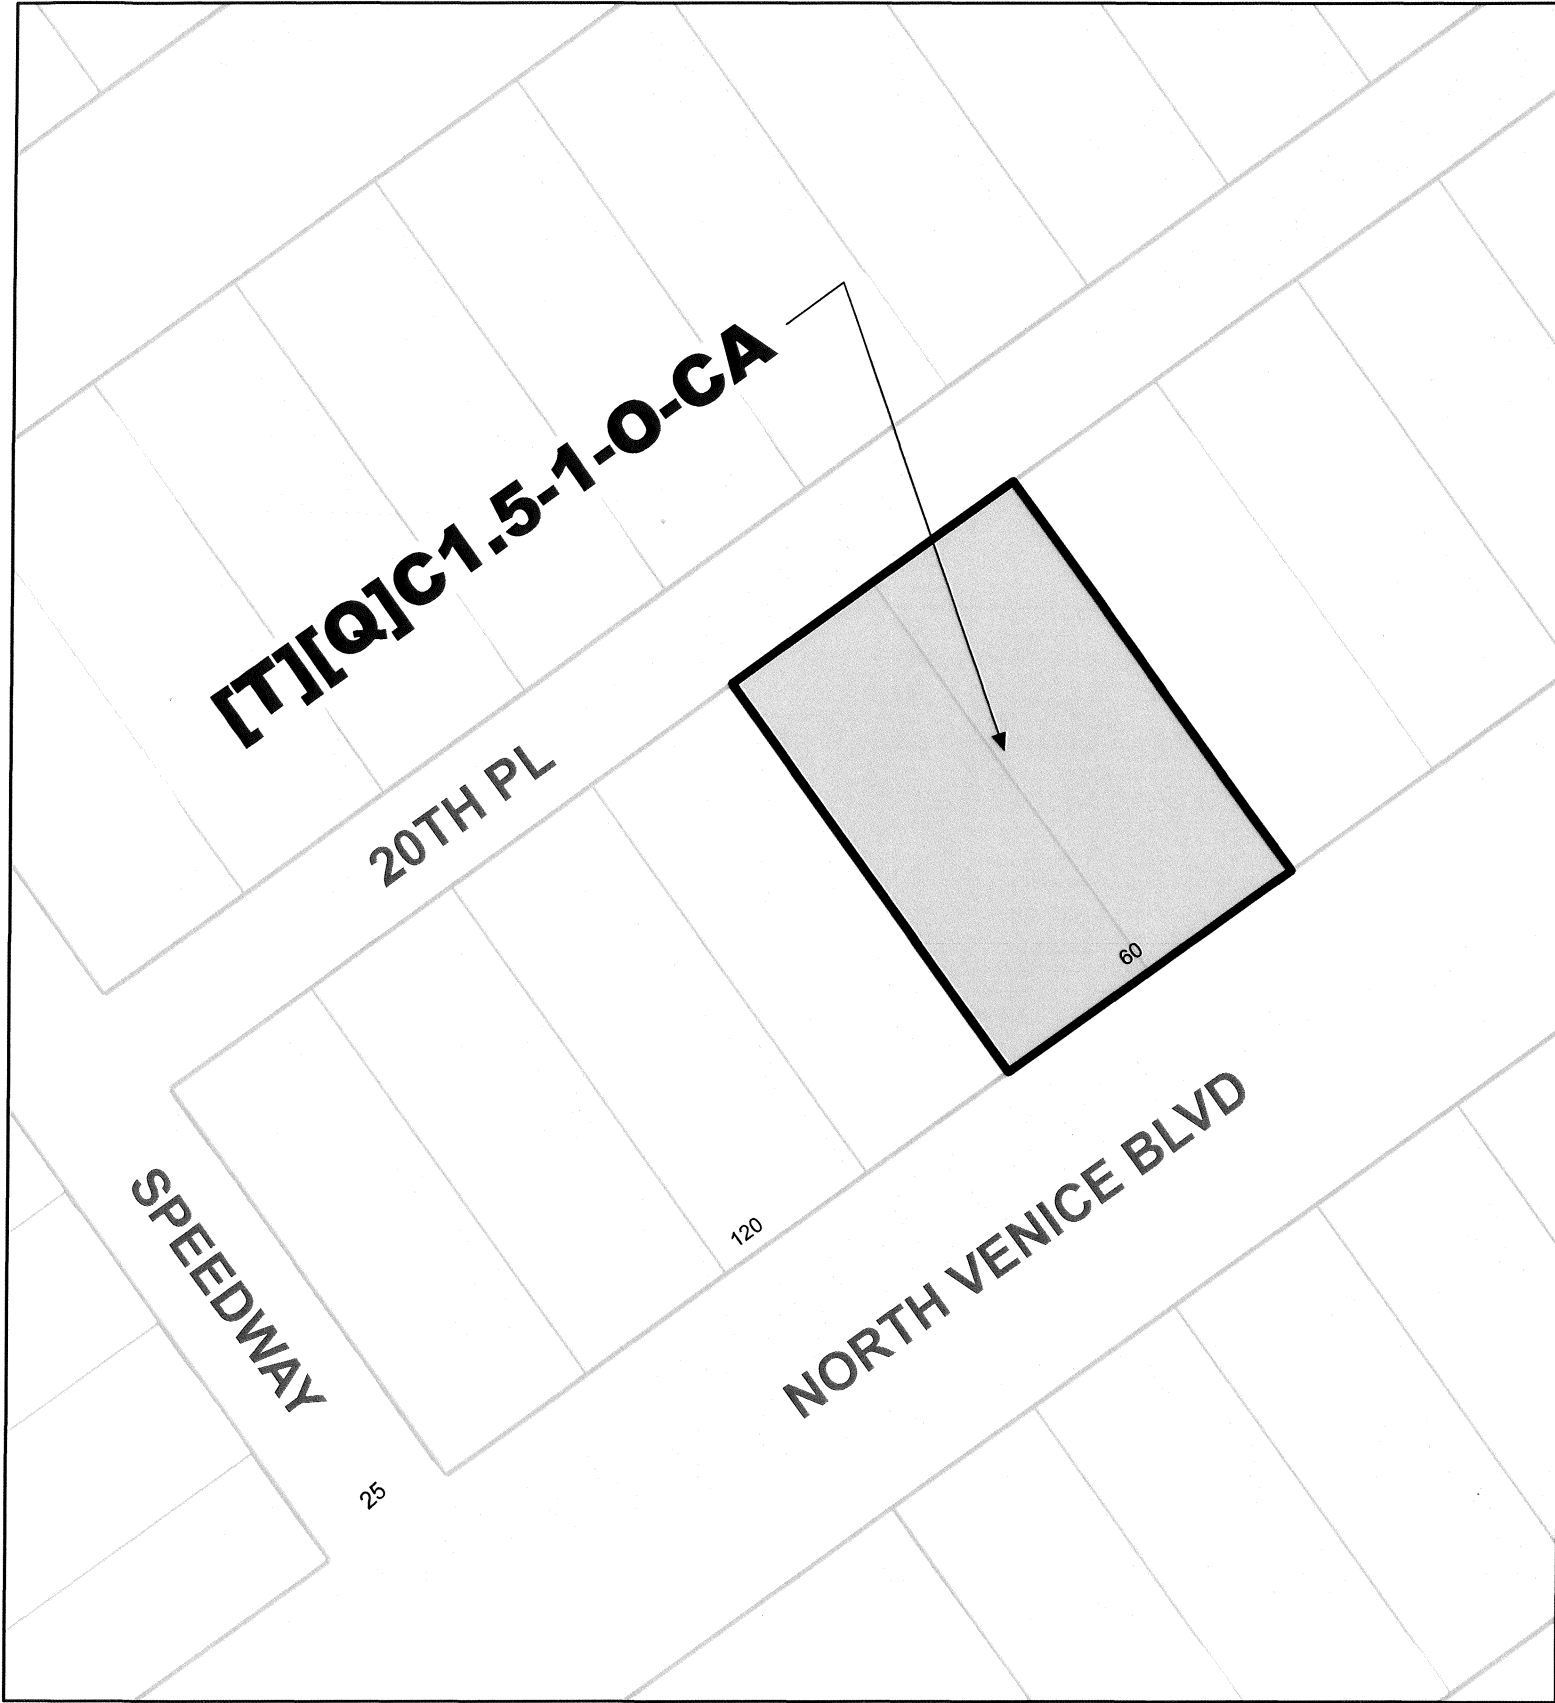 [T][Q]C1.5-1-O-CA
20TH PL
60
120
NORTH VENICE BLVD
SPEEDWAY
25